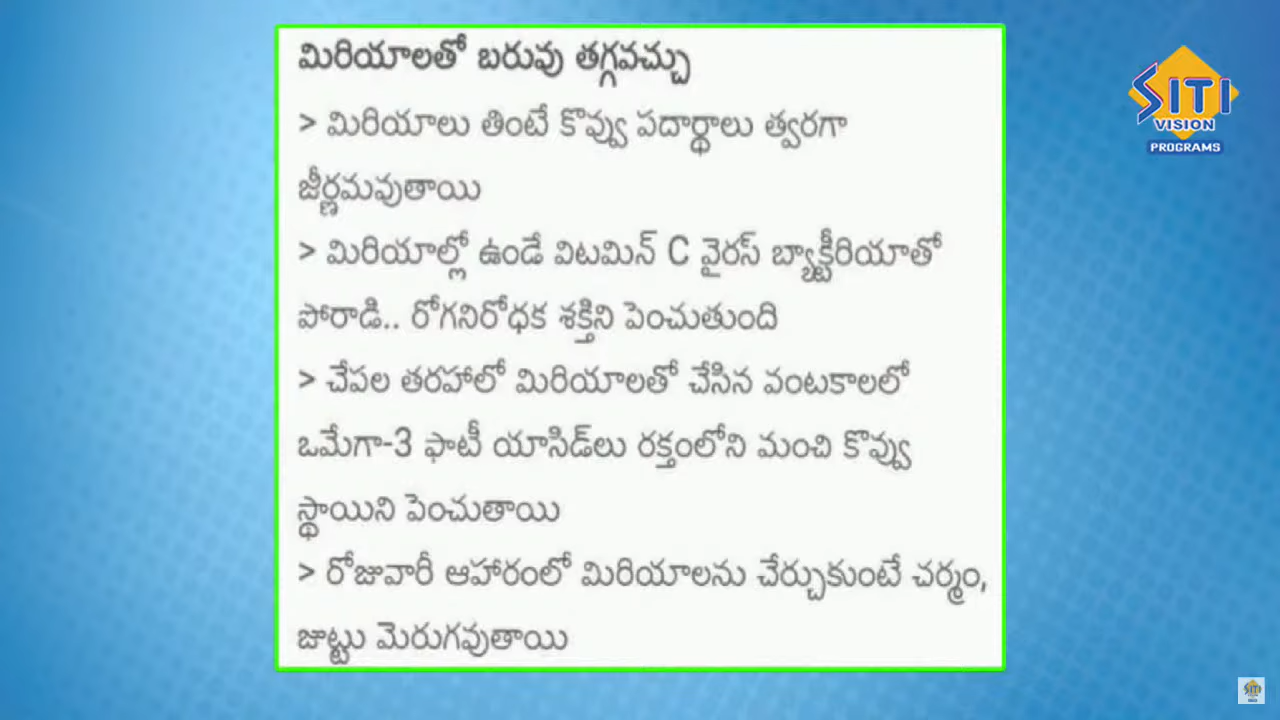 మిరియాలతో బరువు తగ్గవచ్చు
> మిరియాలు తింటే కొవ్వు పదార్థాలు త్వరగా
జీర్ణమవుతాయి
> మిరియాల్లో ఉండే విటమిన్ C వైరస్ బ్యాక్టీరియాతో
పోరాడి.. రోగనిరోధక శక్తిని పెంచుతుంది
> చేపల తరహాలో మిరియాలతో చేసిన వంటకాలలో
ఒమేగా-3 ఫాటీ యాసిడ్‌లు రక్తంలోని మంచి కొవ్వు
స్థాయిని పెంచుతాయి
> రోజువారీ ఆహారంలో మిరియాలను చేర్చుకుంటే చర్మం,
జుట్టు మెరుగవుతాయి
SITI
VISION
PROGRAMS